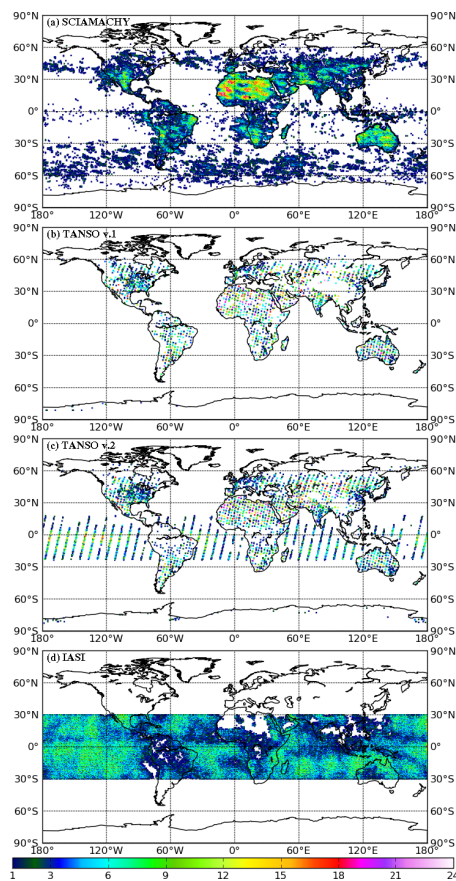 90°N 90°N
(a) SCIAMACHY
60°N 60°N
30°N 30°N
0° 0°
30°S 30°S
60°S 60°S
90°S 90°S
180° 120°W 60°W 0° 60°E 120°E 180°
90°N 90°N
(b) TANSO v.1
60°N 60°N
30°N 30°N
0° 0°
30°S 30°S
60°S 60°S
90°S 90°S
180° 120°W 60°W 0° 60°E 120°E 180°
90°N 90°N
(c) TANSO v.2
60°N 60°N
30°N 30°N
0° 0°
30°S 30°S
60°S 60°S
90°S 90°S
180° 120°W 60°W 0° 60°E 120°E 180°
90°N 90°N
(d) IASI
60°N 60°N
30°N 30°N
0° 0°
30°S 30°S
60°S 60°S
90°S 90°S
180° 120°W 60°W 0° 60°E 120°E 180°
1 3 6 9 12 15 18 21 24